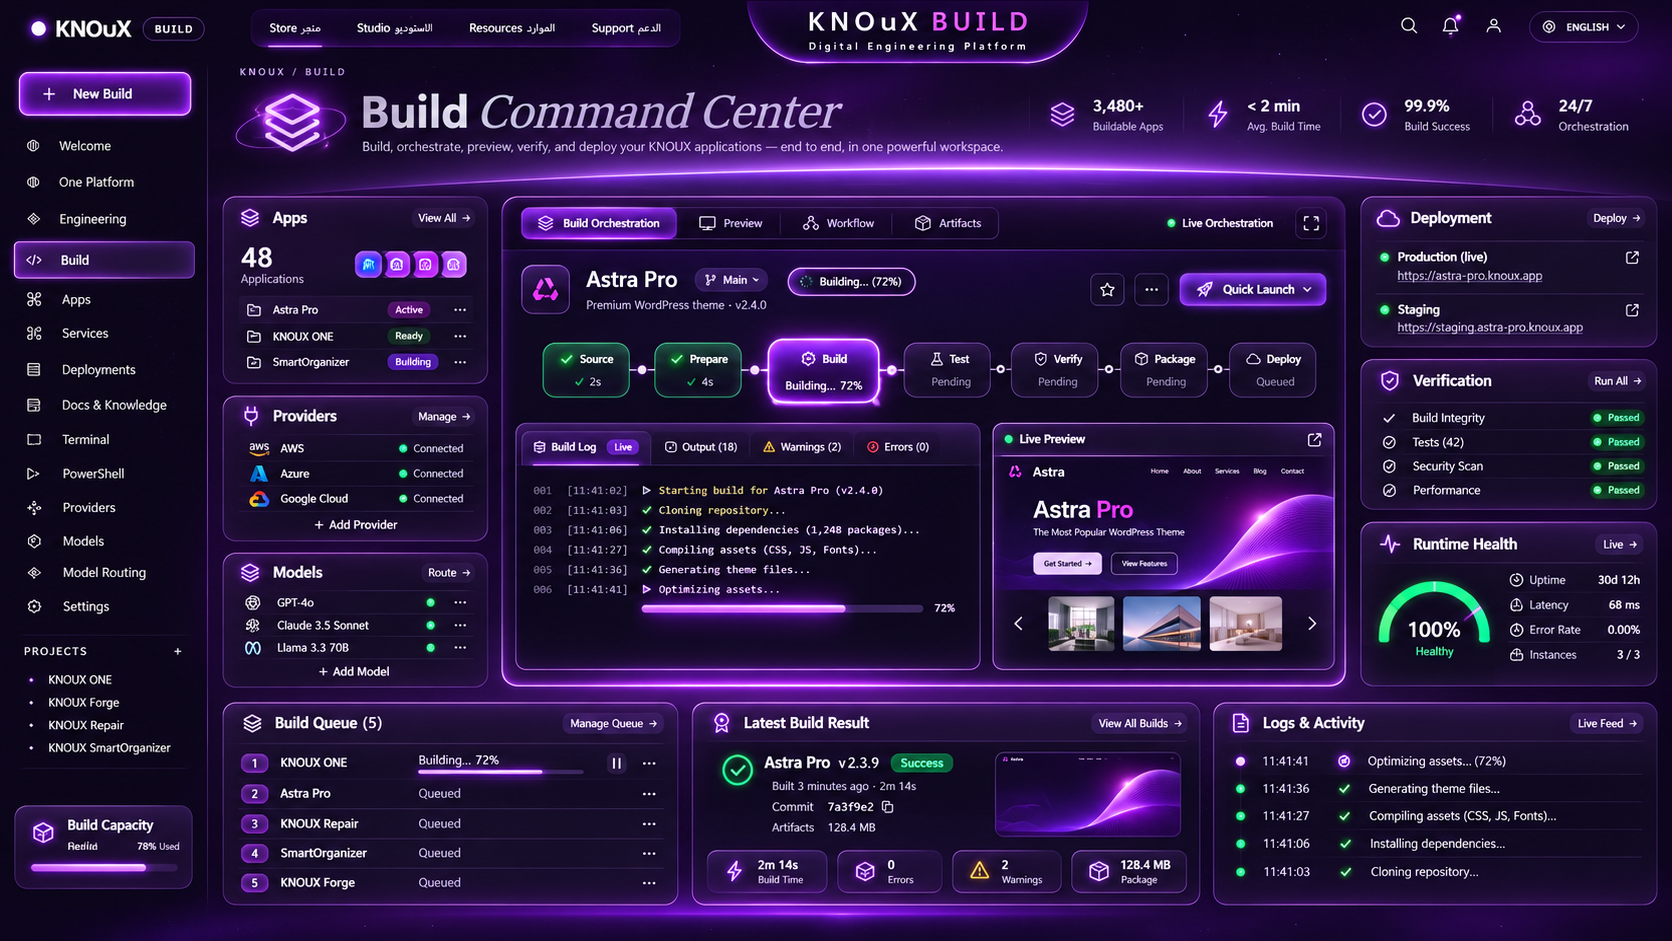 KNOuX BUILD
Store متجر
Studio الاستوديو
Resources الموارد
Support الدعم
KNOuX BUILD
Digital Engineering Platform
ENGLISH
New Build
Welcome
One Platform
Engineering
Build
Apps
Services
Deployments
Docs & Knowledge
Terminal
PowerShell
Providers
Models
Model Routing
Settings
PROJECTS +
KNOUX ONE
KNOUX Forge
KNOUX Repair
KNOUX SmartOrganizer
Build Capacity
78% Used
KNOUX / BUILD
Build Command Center
Build, orchestrate, preview, verify, and deploy your KNOUX applications — end to end, in one powerful workspace.
3,480+
Buildable Apps
< 2 min
Avg. Build Time
99.9%
Build Success
24/7
Orchestration
Apps
View All →
48
Applications
Astra Pro Active ...
KNOUX ONE Ready ...
SmartOrganizer Building ...
Providers
Manage →
aws AWS Connected
Azure Connected
Google Cloud Connected
+ Add Provider
Models
Route →
GPT-4o ...
Claude 3.5 Sonnet ...
Llama 3.3 70B ...
+ Add Model
Build Orchestration
Preview
Workflow
Artifacts
Live Orchestration
Astra Pro
Main
Building... (72%)
Premium WordPress theme · v2.4.0
Quick Launch
Source
2s
Prepare
4s
Build
Building... 72%
Test
Pending
Verify
Pending
Package
Pending
Deploy
Queued
Build Log Live
Output (18)
Warnings (2)
Errors (0)
001 [11:41:02] Starting build for Astra Pro (v2.4.0)
002 [11:41:03] Cloning repository...
003 [11:41:06] Installing dependencies (1,248 packages)...
004 [11:41:27] Compiling assets (CSS, JS, Fonts)...
005 [11:41:36] Generating theme files...
006 [11:41:41] Optimizing assets...
72%
Live Preview
Astra
Home About Services Blog Contact
Astra Pro
The Most Popular WordPress Theme
Get Started →
View Features
Deployment
Deploy →
Production (live)
https://astra-pro.knoux.app
Staging
https://staging.astra-pro.knoux.app
Verification
Run All →
Build Integrity Passed
Tests (42) Passed
Security Scan Passed
Performance Passed
Runtime Health
Live →
100%
Healthy
Uptime 30d 12h
Latency 68 ms
Error Rate 0.00%
Instances 3 / 3
Build Queue (5)
Manage Queue →
1 KNOUX ONE Building... 72% ...
2 Astra Pro Queued ...
3 KNOUX Repair Queued ...
4 SmartOrganizer Queued ...
5 KNOUX Forge Queued ...
Latest Build Result
View All Builds →
Astra Pro v2.3.9 Success
Built 3 minutes ago · 2m 14s
Commit 7a3f9e2
Artifacts 128.4 MB
2m 14s
Build Time
0
Errors
2
Warnings
128.4 MB
Package
Logs & Activity
Live Feed →
11:41:41 Optimizing assets... (72%)
11:41:36 Generating theme files...
11:41:27 Compiling assets (CSS, JS, Fonts)...
11:41:06 Installing dependencies...
11:41:03 Cloning repository...